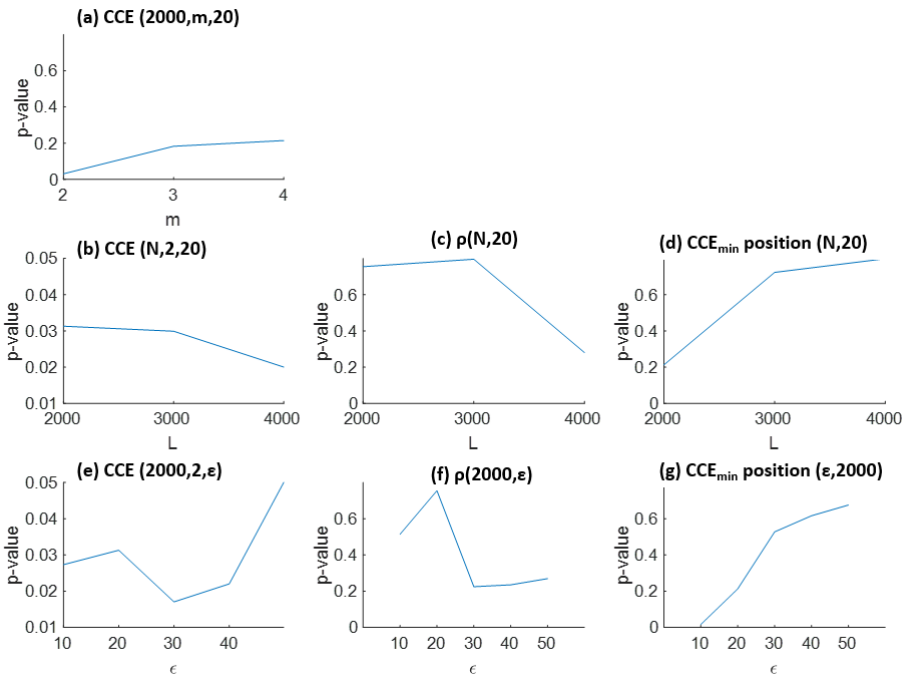 (a) CCE (2000,m,20)
p-value
0.6
0.4
0.2
0
2 3 4
m
(b) CCE (N,2,20)
p-value
0.05
0.04
0.03
0.02
0.01
2000 3000 4000
L
(c) ρ(N,20)
p-value
0.6
0.4
0.2
0
2000 3000 4000
L
(d) CCEmin position (N,20)
p-value
0.6
0.4
0.2
0
2000 3000 4000
L
(e) CCE (2000,2,ε)
p-value
0.05
0.04
0.03
0.02
0.01
10 20 30 40
ϵ
(f) ρ(2000,ε)
p-value
0.6
0.4
0.2
0
10 20 30 40 50
ϵ
(g) CCEmin position (ε,2000)
p-value
0.6
0.4
0.2
0
10 20 30 40 50
ϵ